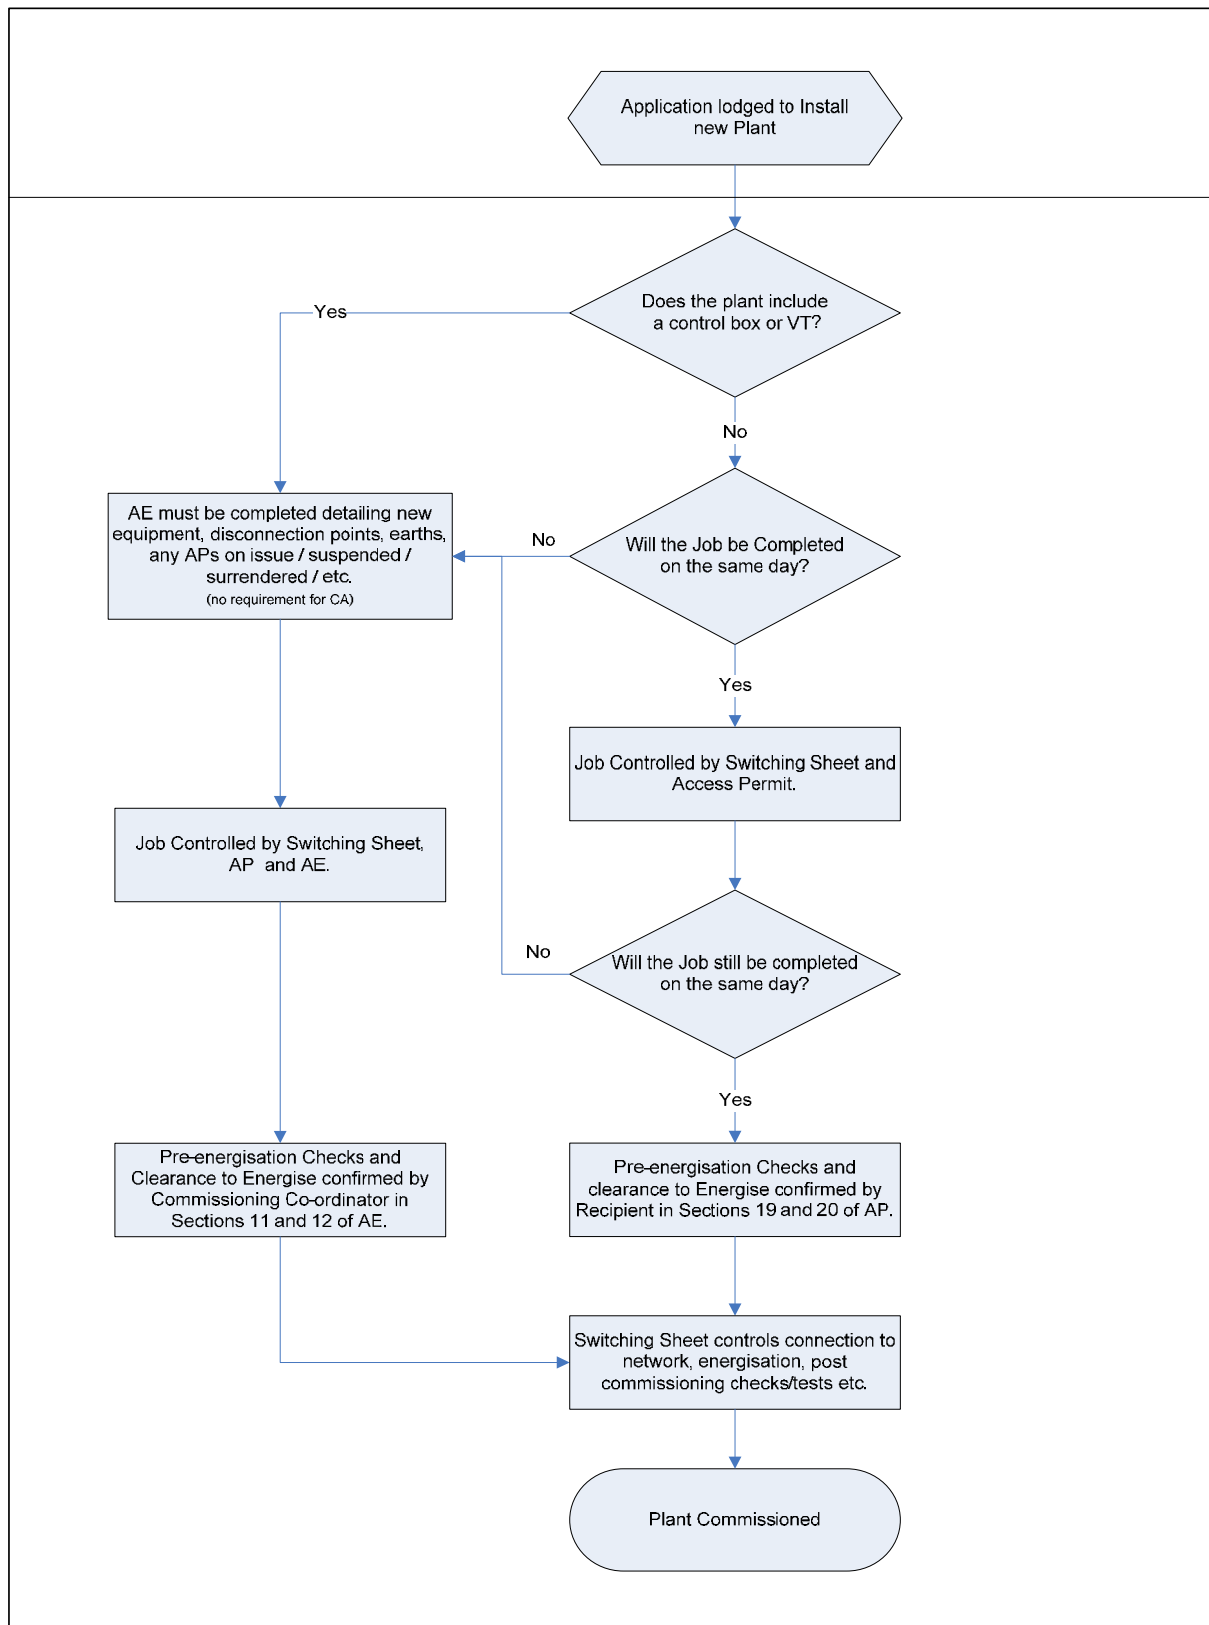 Application lodged to Install
new Plant
Does the plant include
a control box or VT?
Yes
No
AE must be completed detailing new
equipment, disconnection points, earths,
any APs on issue / suspended /
surrendered / etc.
(no requirement for CA)
No
Will the Job be Completed
on the same day?
Yes
Job Controlled by Switching Sheet and
Access Permit.
Job Controlled by Switching Sheet,
AP and AE.
No
Will the Job still be completed
on the same day?
Yes
Pre-energisation Checks and
Clearance to Energise confirmed by
Commissioing Co-ordinator in
Sections 11 and 12 of AE.
Pre-energisation Checks and
clearance to Energise confirmed by
Recipient in Sections 19 and 20 of AP.
Switching Sheet controls connection to
network, energisation, post
commissioning checks/tests etc.
Plant Commissioned